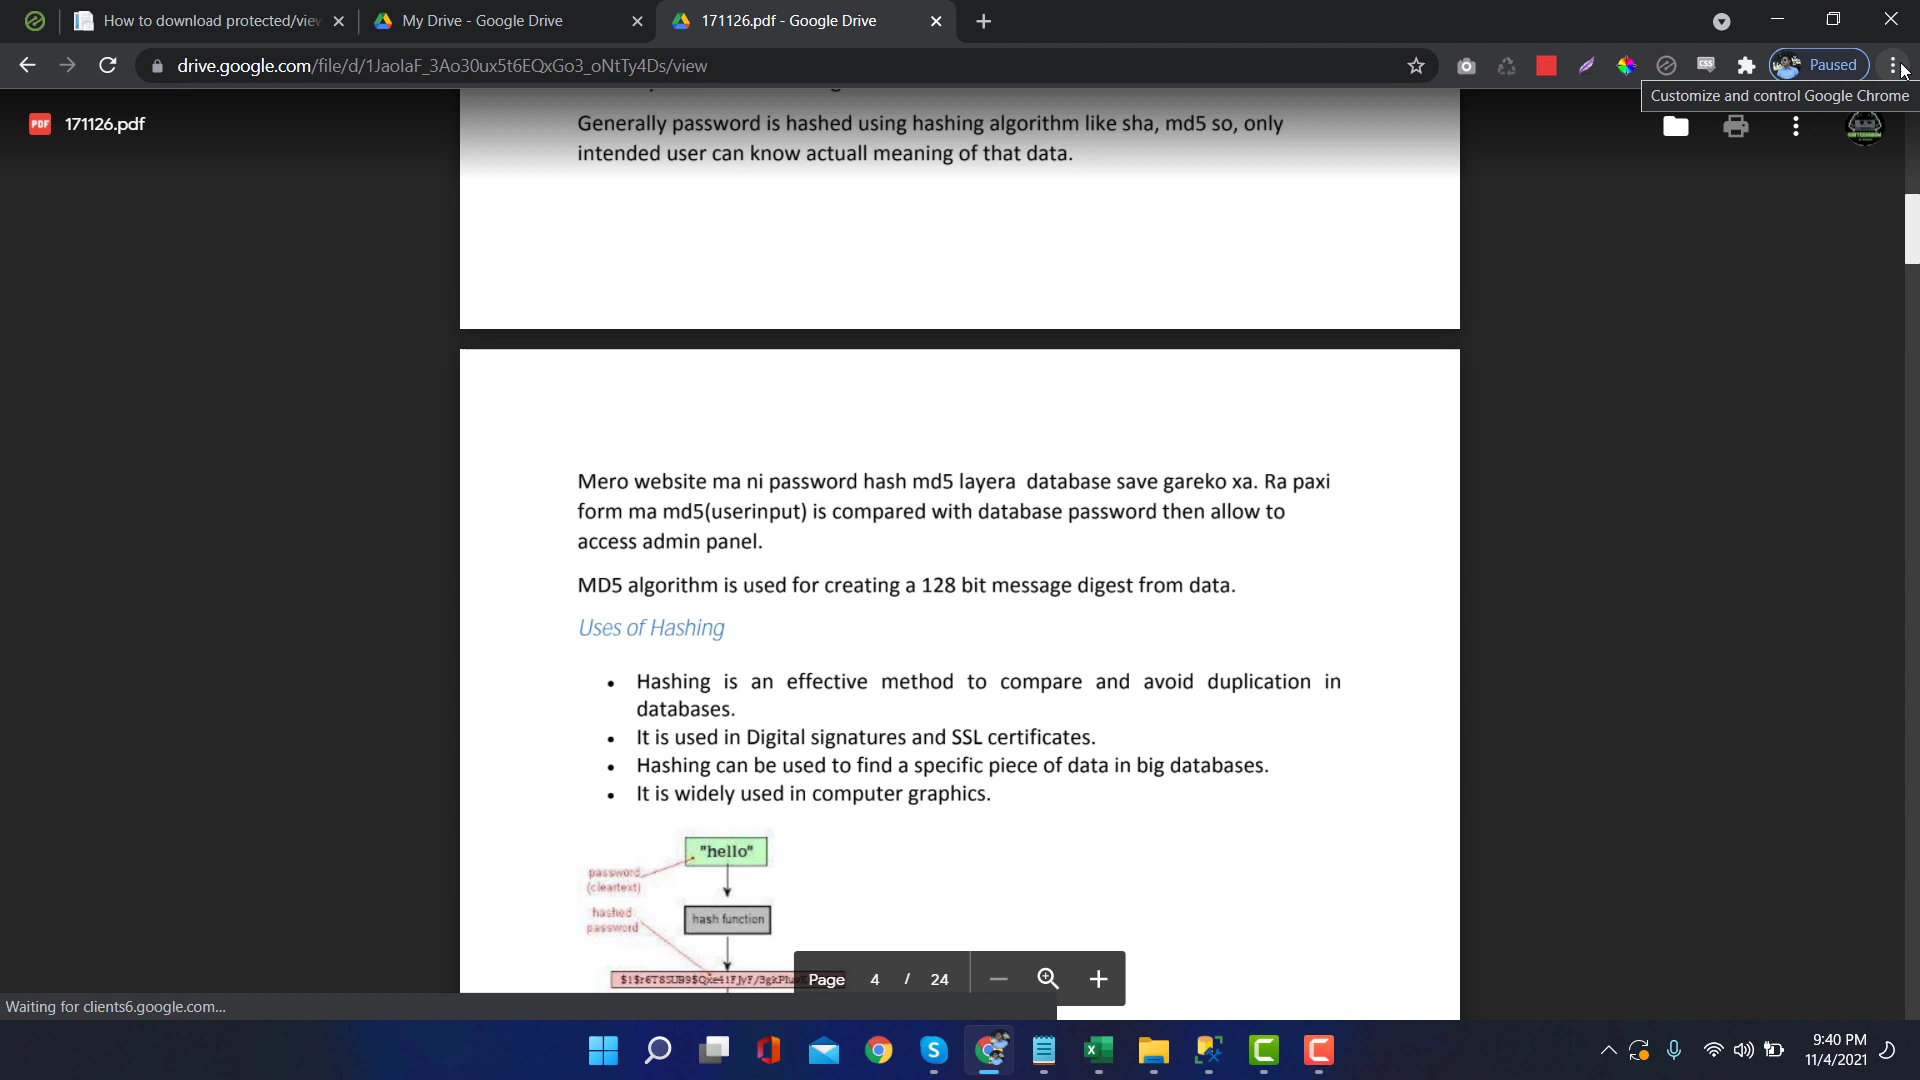 How to download protected/view
My Drive - Google Drive
171126.pdf - Google Drive
drive.google.com/file/d/1JaolaF_3Ao30ux5t6EQxGo3_oNtTy4Ds/view
CSS
Paused
Customize and control Google Chrome
PDF 171126.pdf
Generally password is hashed using hashing algorithm like sha, md5 so, only
intended user can know actuall meaning of that data.
Mero website ma ni password hash md5 layera database save gareko xa. Ra paxi
form ma md5(userinput) is compared with database password then allow to
access admin panel.
MD5 algorithm is used for creating a 128 bit message digest from data.
Uses of Hashing
• Hashing is an effective method to compare and avoid duplication in
databases.
• It is used in Digital signatures and SSL certificates.
• Hashing can be used to find a specific piece of data in big databases.
• It is widely used in computer graphics.
"hello"
password
(cleartext)
hash function
hashed
password
Page 4 / 24
Waiting for clients6.google.com...
9:40 PM
11/4/2021